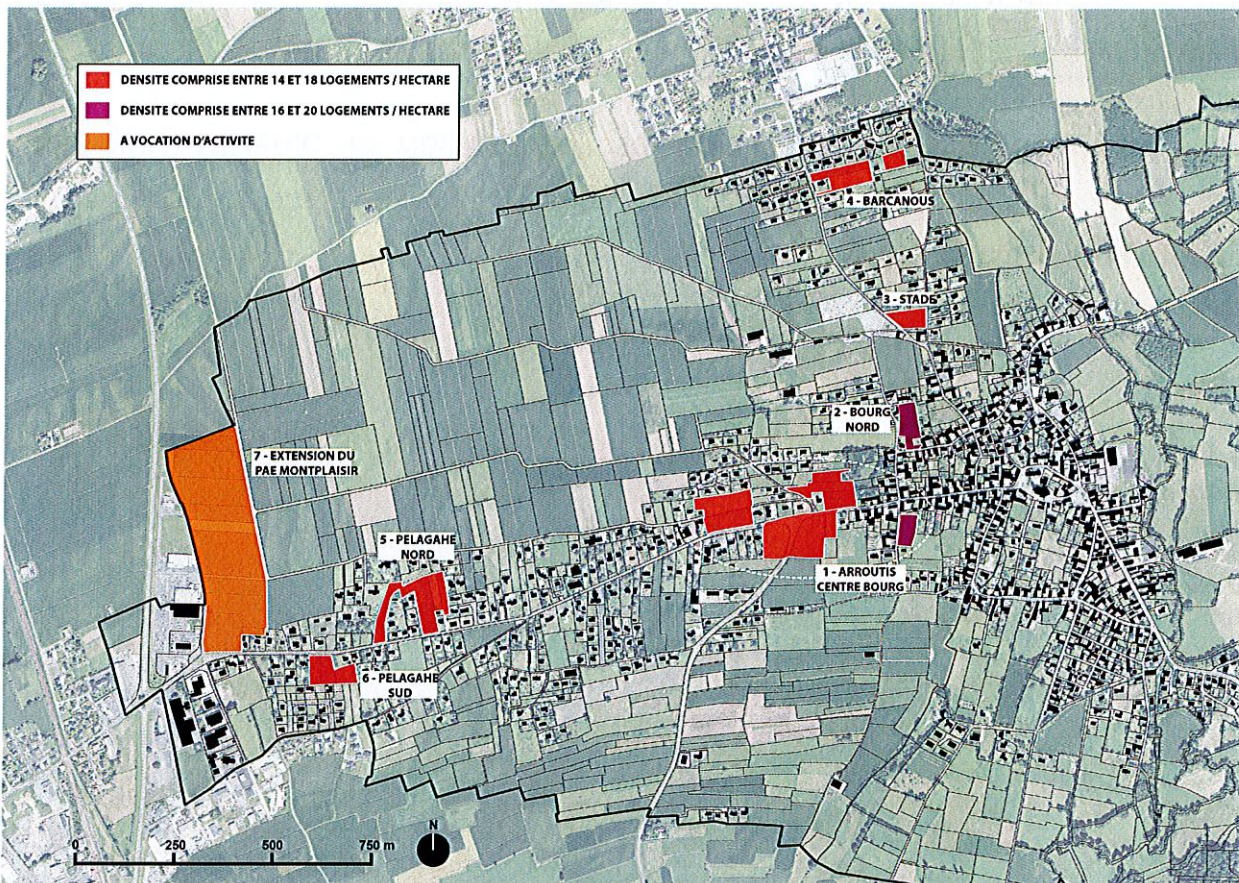 DENSITE COMPRISE ENTRE 14 ET 18 LOGEMENTS / HECTARE
DENSITE COMPRISE ENTRE 16 ET 20 LOGEMENTS / HECTARE
A VOCATION D'ACTIVITE
4 - BARCANOUS
3 - STADE
2 - BOURG
NORD
7 - EXTENSION DU
PAE MONTPLAISIR
5 - PELAGAHE
NORD
1 - ARROUTIS
CENTRE BOURG
6 - PELAGAHE
SUD
N
0 250 500 750 m